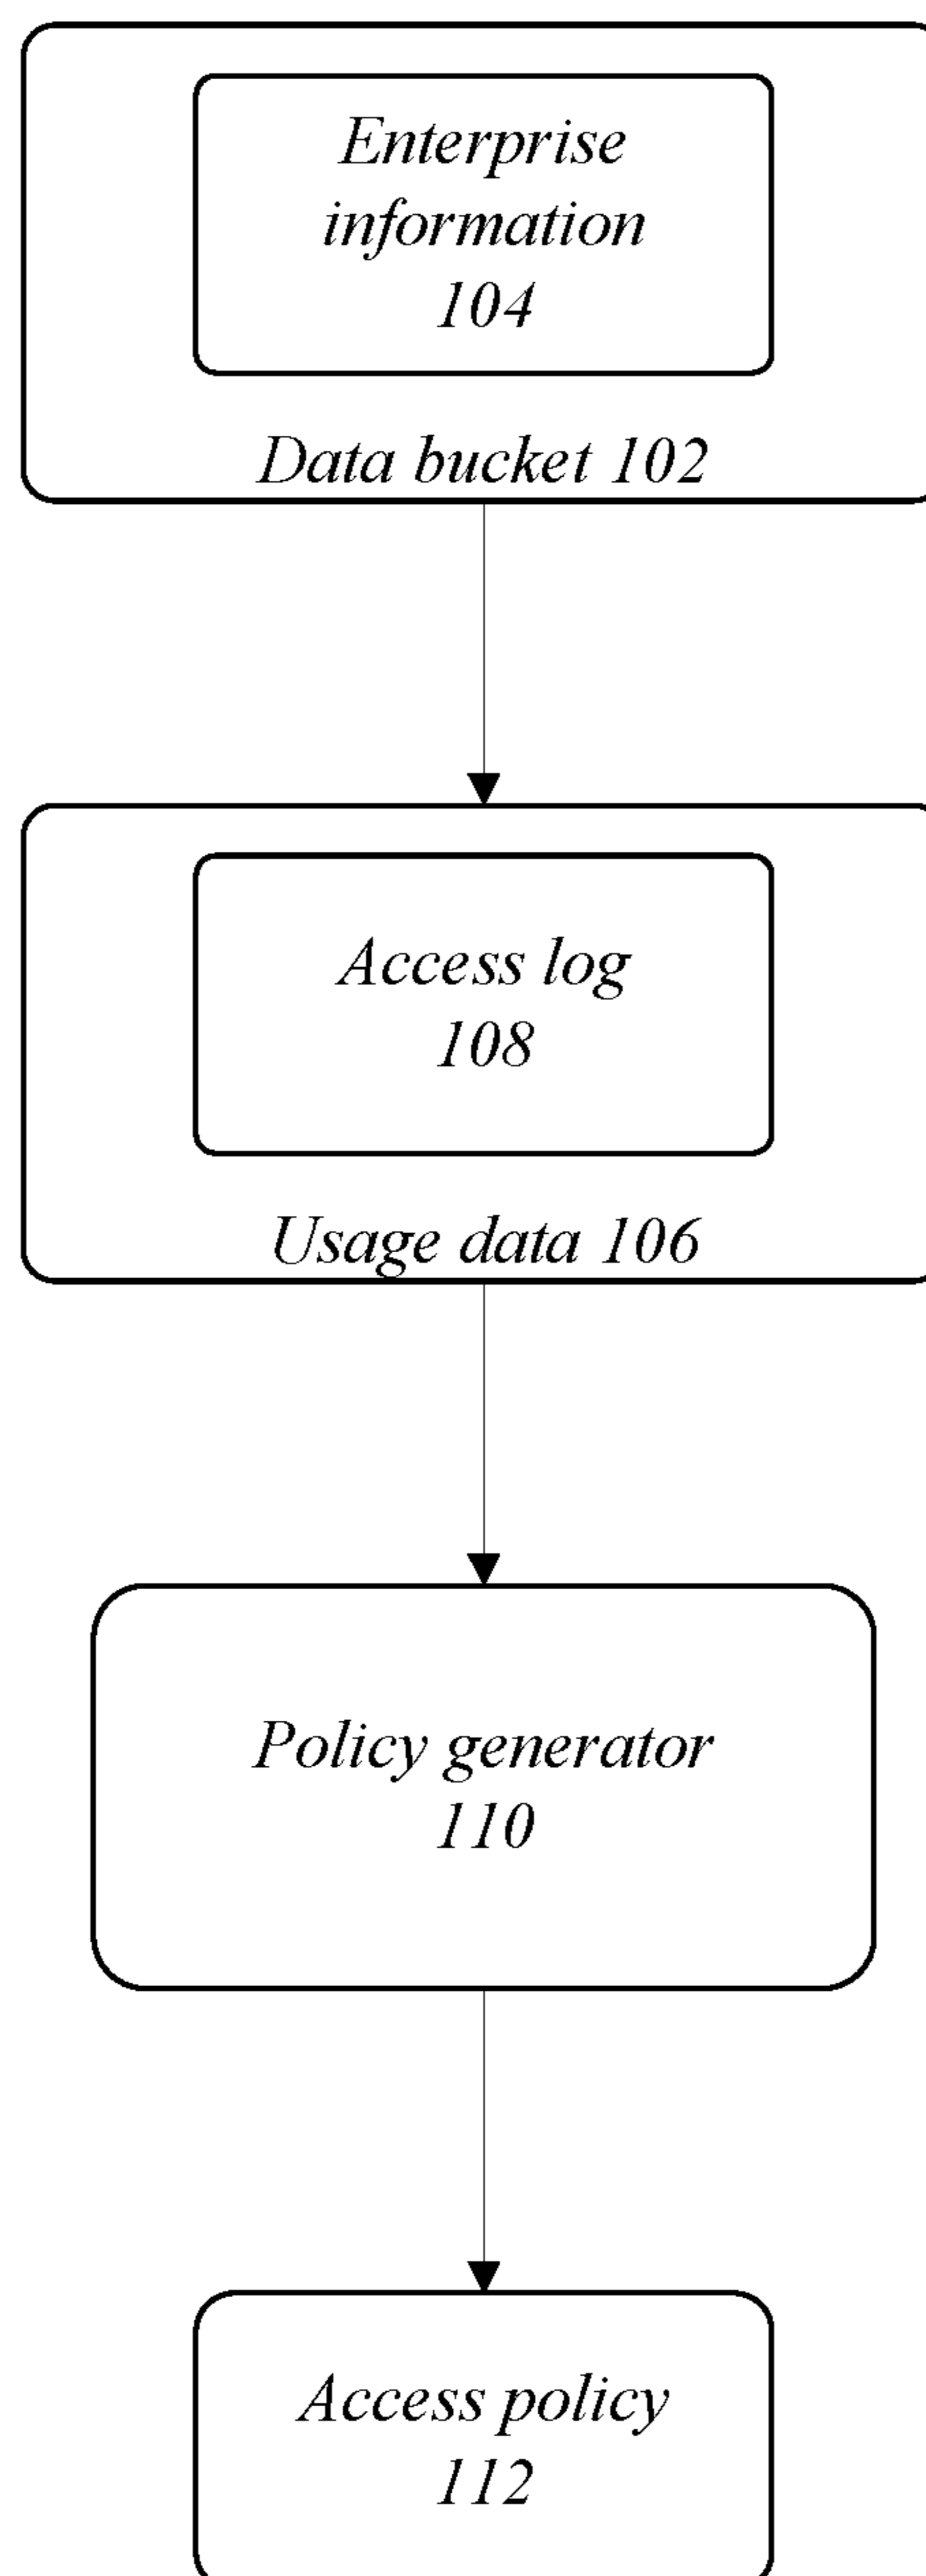 Enterprise
information
104
Data bucket 102
Access log
108
Usage data 106
Policy generator
110
Access policy
112